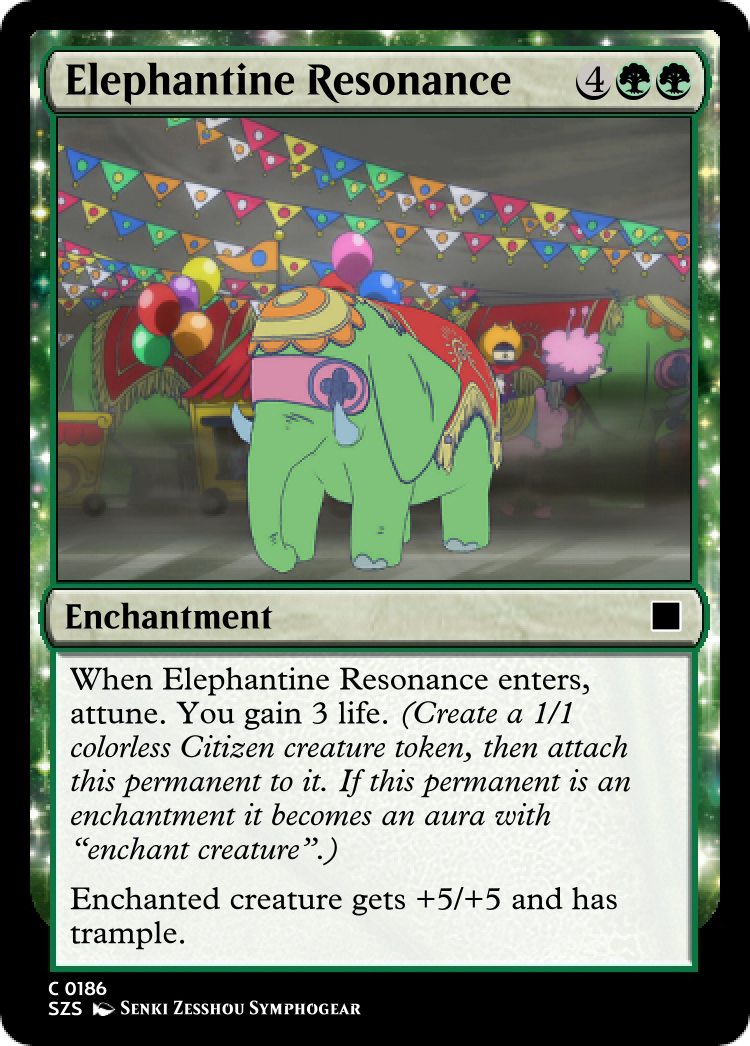 Elephantine Resonance 4
Enchantment
When Elephantine Resonance enters,
attune. You gain 3 life. (Create a 1/1
colorless Citizen creature token, then attach
this permanent to it. If this permanent is an
enchantment it becomes an aura with
“enchant creature”.)
Enchanted creature gets +5/+5 and has
trample.
C 0186
SZS Senki Zesshou Symphogear